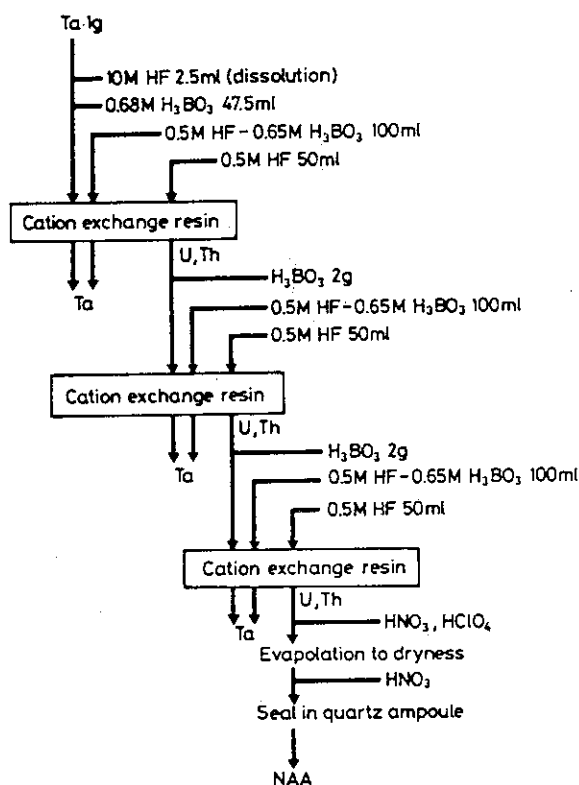 Ta 1g
10M HF 2.5ml (dissolution)
0.68M H₃BO₃ 47.5ml
0.5M HF-0.65M H₃BO₃ 100ml
0.5M HF 50ml
Cation exchange resin
U,Th
Ta
H₃BO₃ 2g
0.5M HF-0.65M H₃BO₃ 100ml
0.5M HF 50ml
Cation exchange resin
U,Th
Ta
H₃BO₃ 2g
0.5M HF-0.65M H₃BO₃ 100ml
0.5M HF 50ml
Cation exchange resin
U,Th
Ta
HNO₃, HClO₄
Evapolation to dryness
HNO₃
Seal in quartz ampoule
NAA